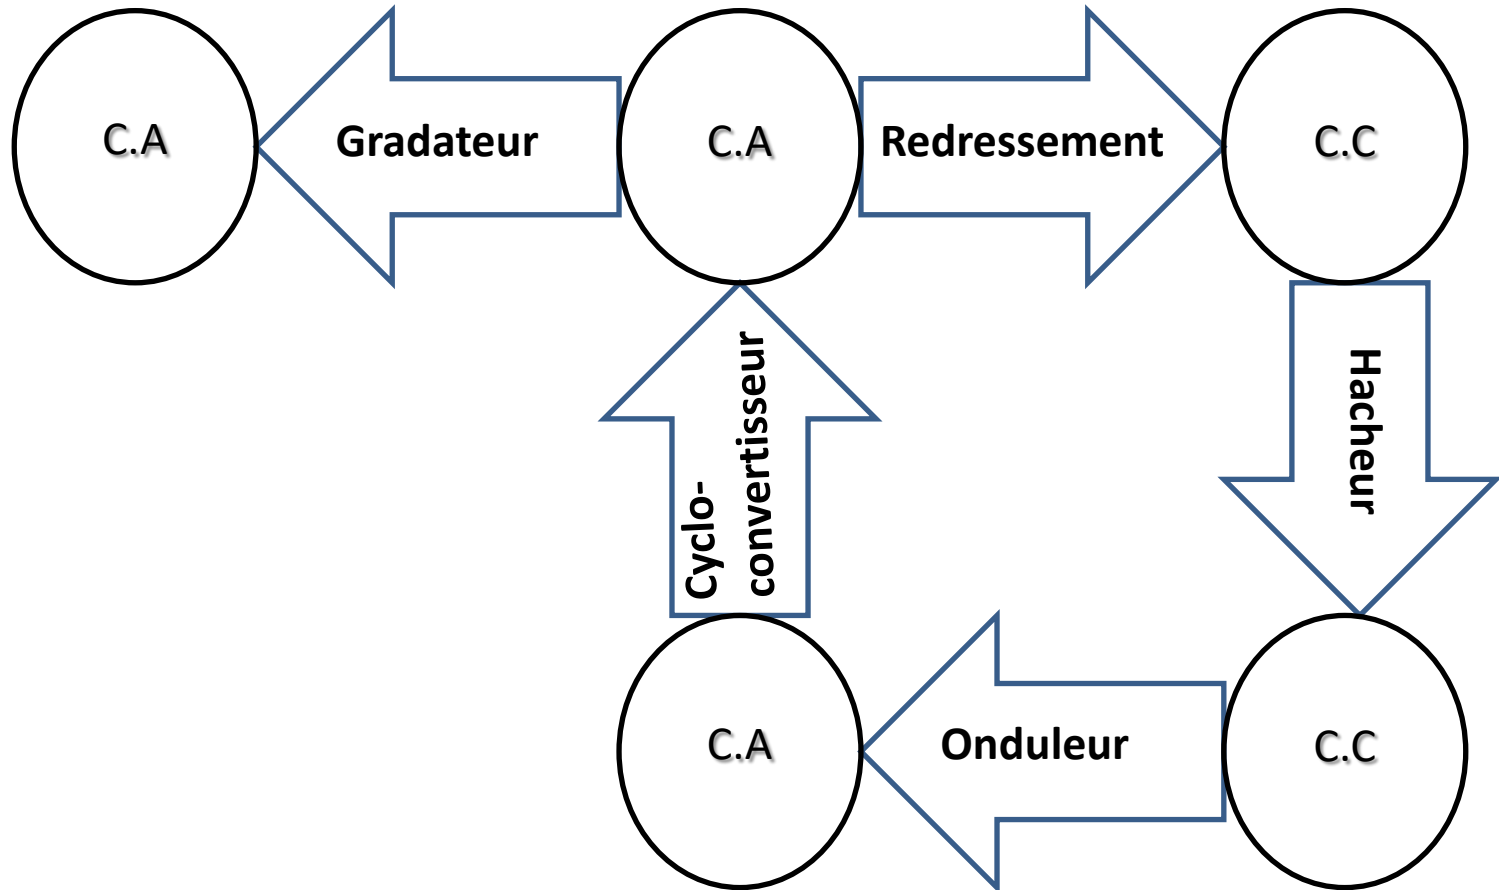 C.A
Gradateur
C.A
Redressement
C.C
Cyclo-
convertisseur
Hacheur
C.A
Onduleur
C.C